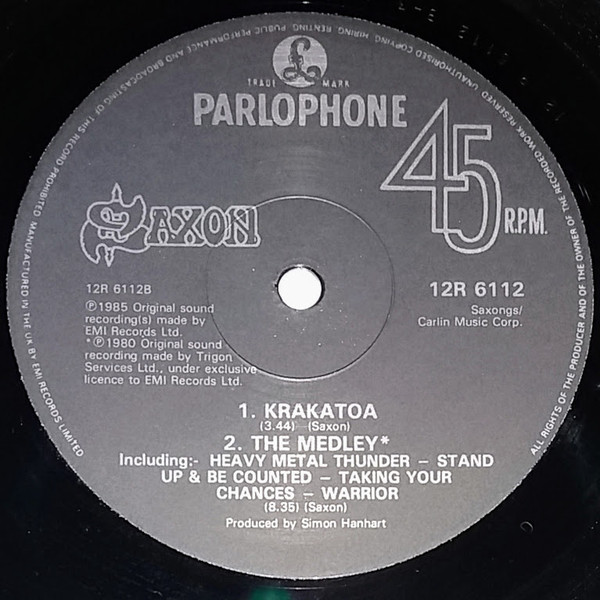 ALL RIGHTS OF THE PRODUCER AND OF THE OWNER OF THE RECORDED WORK RESERVED UNAUTHORISED COPYING, HIRING, RENTING, PUBLIC PERFORMANCE AND BROADCASTING OF THIS RECORD PROHIBITED MANUFACTURED IN THE UK BY EMI RECORDS LIMITED
£
TRADE MARK
PARLOPHONE
45 R.P.M.
SAXON
12R 6112B
℗1985 Original sound
recording(s) made by
EMI Records Ltd.
*℗1980 Original sound
recording made by Trigon
Services Ltd., under exclusive
licence to EMI Records Ltd.
12R 6112
Saxongs/
Carlin Music Corp.
1. KRAKATOA
(3.44) (Saxon)
2. THE MEDLEY*
Including:- HEAVY METAL THUNDER – STAND
UP & BE COUNTED – TAKING YOUR
CHANCES – WARRIOR
(8.35) (Saxon)
Produced by Simon Hanhart